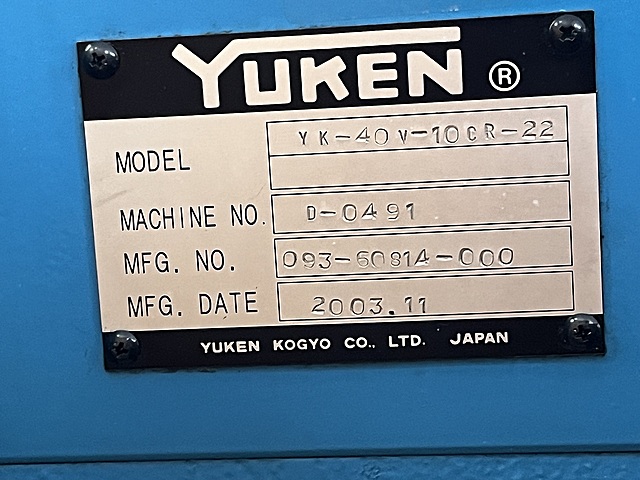 YUKEN ®
MODEL YK-40V-10CR-22
MACHINE NO. D-0491
MFG. NO. 093-60814-000
MFG. DATE 2003.11
YUKEN KOGYO CO., LTD. JAPAN